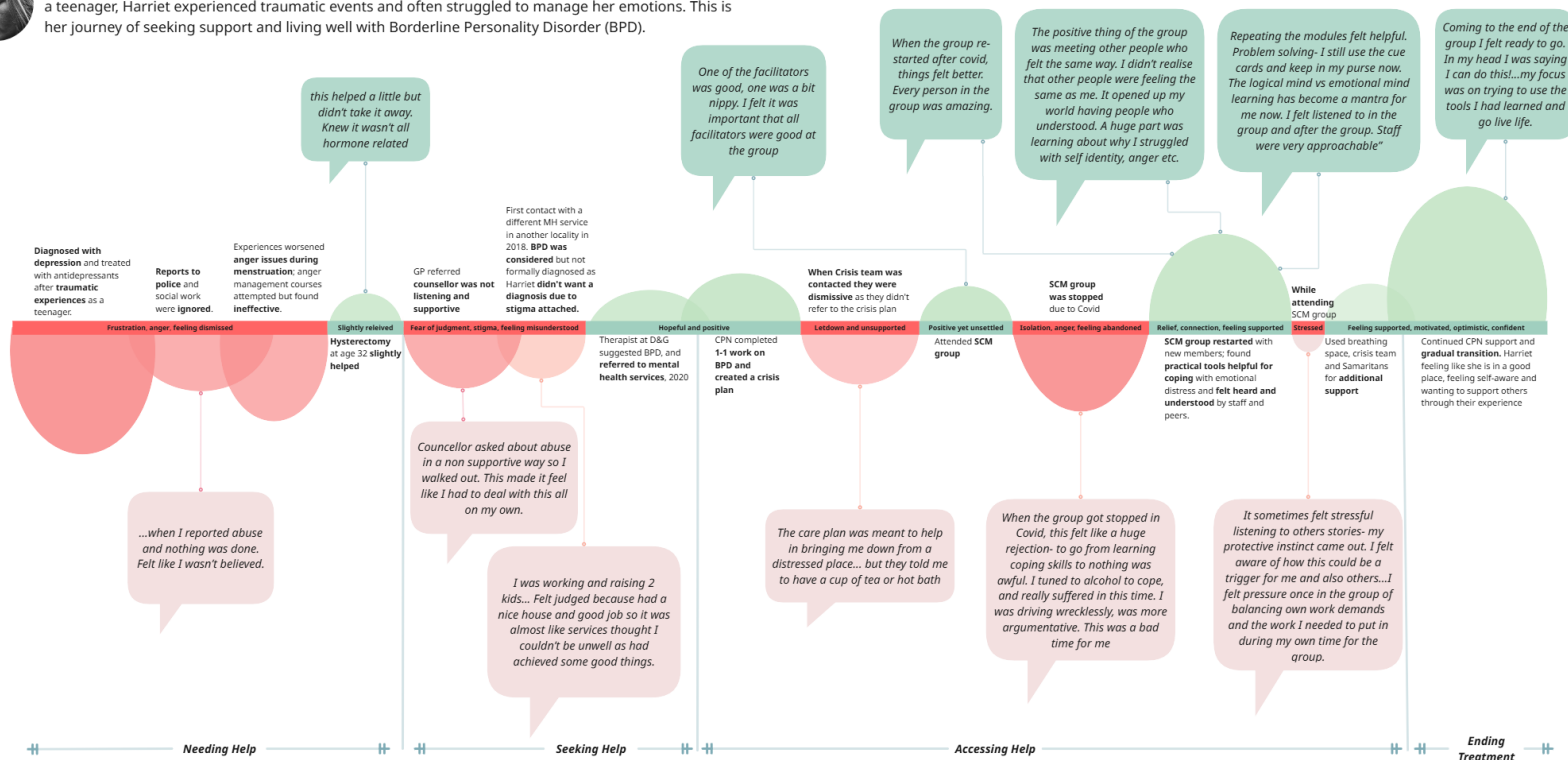 a teenager, Harriet experienced traumatic events and often struggled to manage her emotions. This is
her journey of seeking support and living well with Borderline Personality Disorder (BPD).
this helped a little but
didn't take it away.
Knew it wasn't all
hormone related
One of the facilitators
was good, one was a bit
nippy. I felt it was
important that all
facilitators were good at
the group
When the group re-
started after covid,
things felt better.
Every person in the
group was amazing.
The positive thing of the group
was meeting other people who
felt the same way. I didn't realise
that other people were feeling the
same as me. It opened up my
world having people who
understood. A huge part was
learning about why I struggled
with self identity, anger etc.
Repeating the modules felt helpful.
Problem solving- I still use the cue
cards and keep in my purse now.
The logical mind vs emotional mind
learning has become a mantra for
me now. I felt listened to in the
group and after the group. Staff
were very approachable”
Coming to the end of the
group I felt ready to go.
In my head I was saying
I can do this!...my focus
was on trying to use the
tools I had learned and
go live life.
Diagnosed with
depression and treated
with antidepressants
after traumatic
experiences as a
teenager.
Reports to
police and
social work
were ignored.
Experiences worsened
anger issues during
menstruation; anger
management courses
attempted but found
ineffective.
GP referred
counsellor was not
listening and
supportive
First contact with a
different MH service
in another locality in
2018. BPD was
considered but not
formally diagnosed as
Harriet didn't want a
diagnosis due to
stigma attached.
When Crisis team was
contacted they were
dismissive as they didn't
refer to the crisis plan
SCM group
was stopped
due to Covid
While
attending
SCM group
Frustration, anger, feeling dismissed
Slightly releived
Fear of judgment, stigma, feeling misunderstood
Hopeful and positive
Letdown and unsupported
Positive yet unsettled
Isolation, anger, feeling abandoned
Relief, connection, feeling supported
Stressed
Feeling supported, motivated, optimistic, confident
Hysterectomy
at age 32 slightly
helped
Therapist at D&G
suggested BPD, and
referred to mental
health services, 2020
CPN completed
1-1 work on
BPD and
created a crisis
plan
Attended SCM
group
SCM group restarted with
new members; found
practical tools helpful for
coping with emotional
distress and felt heard and
understood by staff and
peers.
Used breathing
space, crisis team
and Samaritans
for additional
support
Continued CPN support and
gradual transition. Harriet
feeling like she is in a good
place, feeling self-aware and
wanting to support others
through their experience
...when I reported abuse
and nothing was done.
Felt like I wasn't believed.
Councellor asked about abuse
in a non supportive way so I
walked out. This made it feel
like I had to deal with this all
on my own.
I was working and raising 2
kids... Felt judged because had a
nice house and good job so it was
almost like services thought I
couldn't be unwell as had
achieved some good things.
The care plan was meant to help
in bringing me down from a
distressed place... but they told me
to have a cup of tea or hot bath
When the group got stopped in
Covid, this felt like a huge
rejection- to go from learning
coping skills to nothing was
awful. I tuned to alcohol to cope,
and really suffered in this time. I
was driving wrecklessly, was more
argumentative. This was a bad
time for me
It sometimes felt stressful
listening to others stories- my
protective instinct came out. I felt
aware of how this could be a
trigger for me and also others...I
felt pressure once in the group of
balancing own work demands
and the work I needed to put in
during my own time for the
group.
Needing Help
Seeking Help
Accessing Help
Ending
Treatment